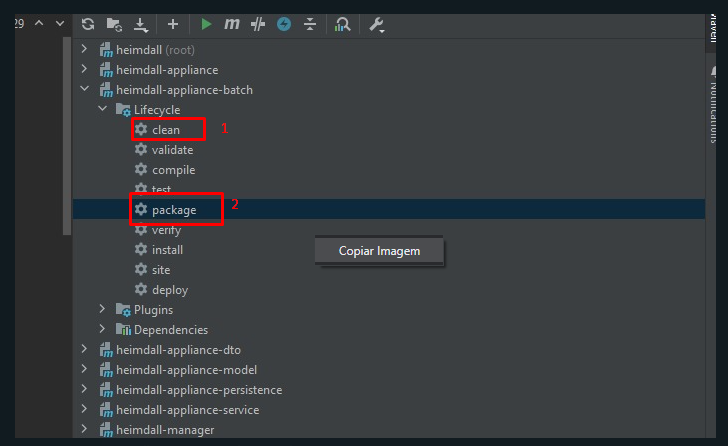 29
heimdall (root)
heimdall-appliance
heimdall-appliance-batch
Lifecycle
clean 1
validate
compile
test
package 2
verify
install
Copiar Imagem
site
deploy
Plugins
Dependencies
heimdall-appliance-dto
heimdall-appliance-model
heimdall-appliance-persistence
heimdall-appliance-service
heimdall-manager
Notifications